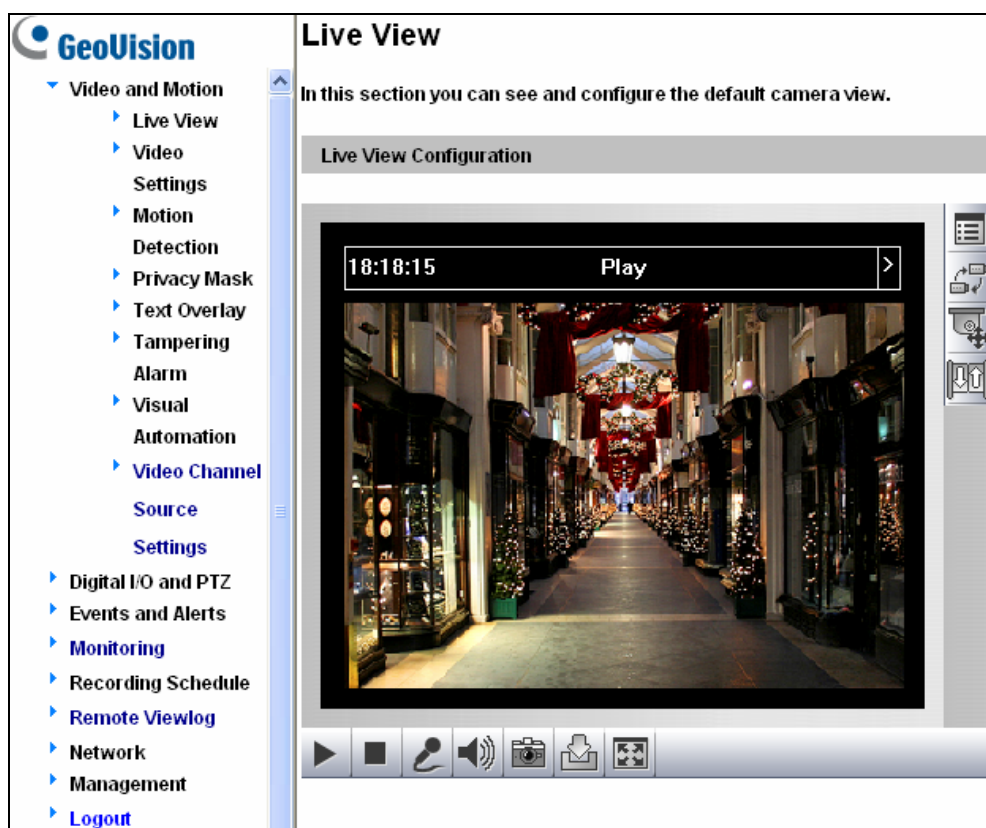 GeoVision
Video and Motion
Live View
Video
Settings
Motion
Detection
Privacy Mask
Text Overlay
Tampering
Alarm
Visual
Automation
Video Channel
Source
Settings
Digital I/O and PTZ
Events and Alerts
Monitoring
Recording Schedule
Remote Viewlog
Network
Management
Logout
Live View
In this section you can see and configure the default camera view.
Live View Configuration
18:18:15 Play >